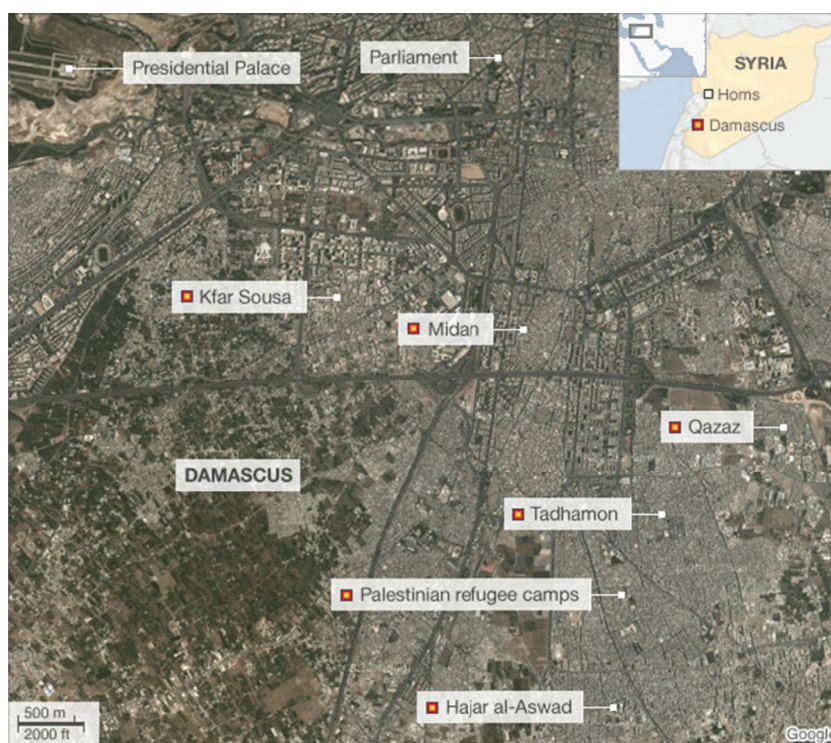 Presidential Palace
Parliament
SYRIA
Homs
Damascus
Kfar Sousa
Midan
Qazaz
DAMASCUS
Tadhamon
Palestinian refugee camps
Hajar al-Aswad
500 m
2000 ft
Google